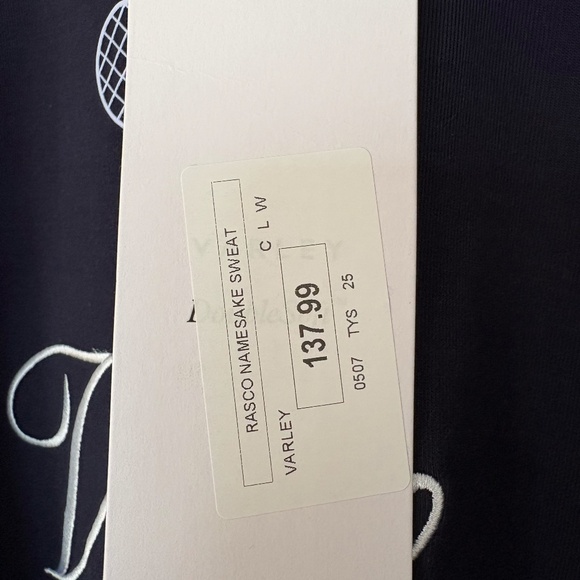 RASCO NAMESAKE SWEAT
C L W
VARLEY
137.99
0507 TYS 25